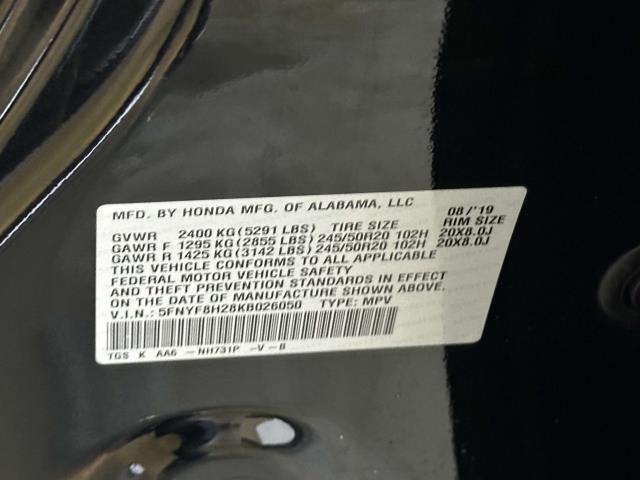 MFD. BY HONDA MFG. OF ALABAMA, LLC 08/'19
GVWR 2400 KG(5291 LBS) TIRE SIZE RIM SIZE
GAWR F 1295 KG(2855 LBS) 245/50R20 102H 20X8.0J
GAWR R 1425 KG(3142 LBS) 245/50R20 102H 20X8.0J
THIS VEHICLE CONFORMS TO ALL APPLICABLE
FEDERAL MOTOR VEHICLE SAFETY
AND THEFT PREVENTION STANDARDS IN EFFECT
ON THE DATE OF MANUFACTURE SHOWN ABOVE.
V.I.N.: 5FNYF8H28KB026050 TYPE: MPV
TGS K AA6 -NH731P -V-B